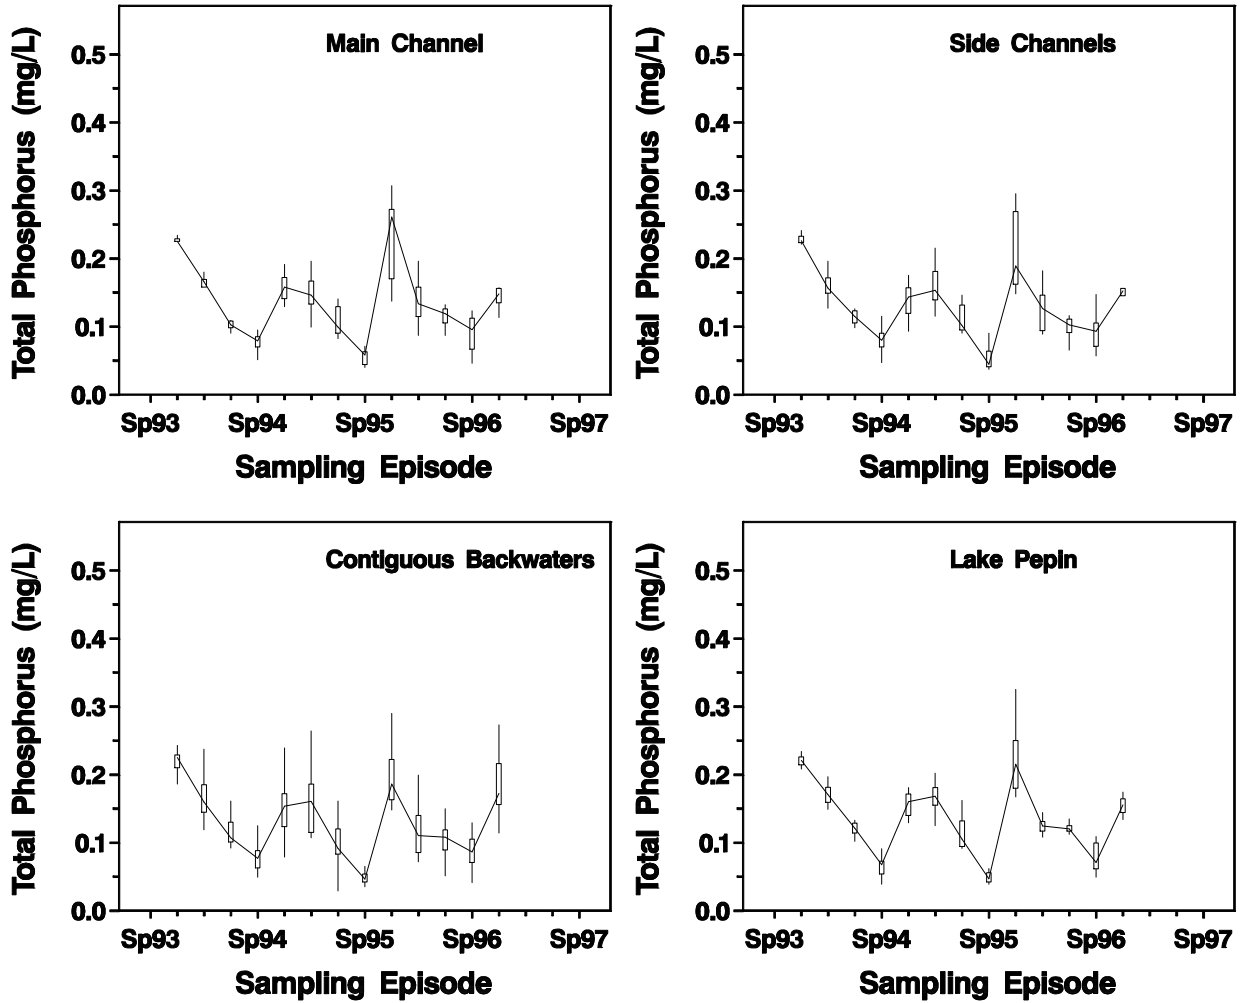 Main Channel
Total Phosphorus (mg/L)
0.5
0.4
0.3
0.2
0.1
0.0
Sp93 Sp94 Sp95 Sp96 Sp97
Sampling Episode
Side Channels
Total Phosphorus (mg/L)
0.5
0.4
0.3
0.2
0.1
0.0
Sp93 Sp94 Sp95 Sp96 Sp97
Sampling Episode
Contiguous Backwaters
Total Phosphorus (mg/L)
0.5
0.4
0.3
0.2
0.1
0.0
Sp93 Sp94 Sp95 Sp96 Sp97
Sampling Episode
Lake Pepin
Total Phosphorus (mg/L)
0.5
0.4
0.3
0.2
0.1
0.0
Sp93 Sp94 Sp95 Sp96 Sp97
Sampling Episode